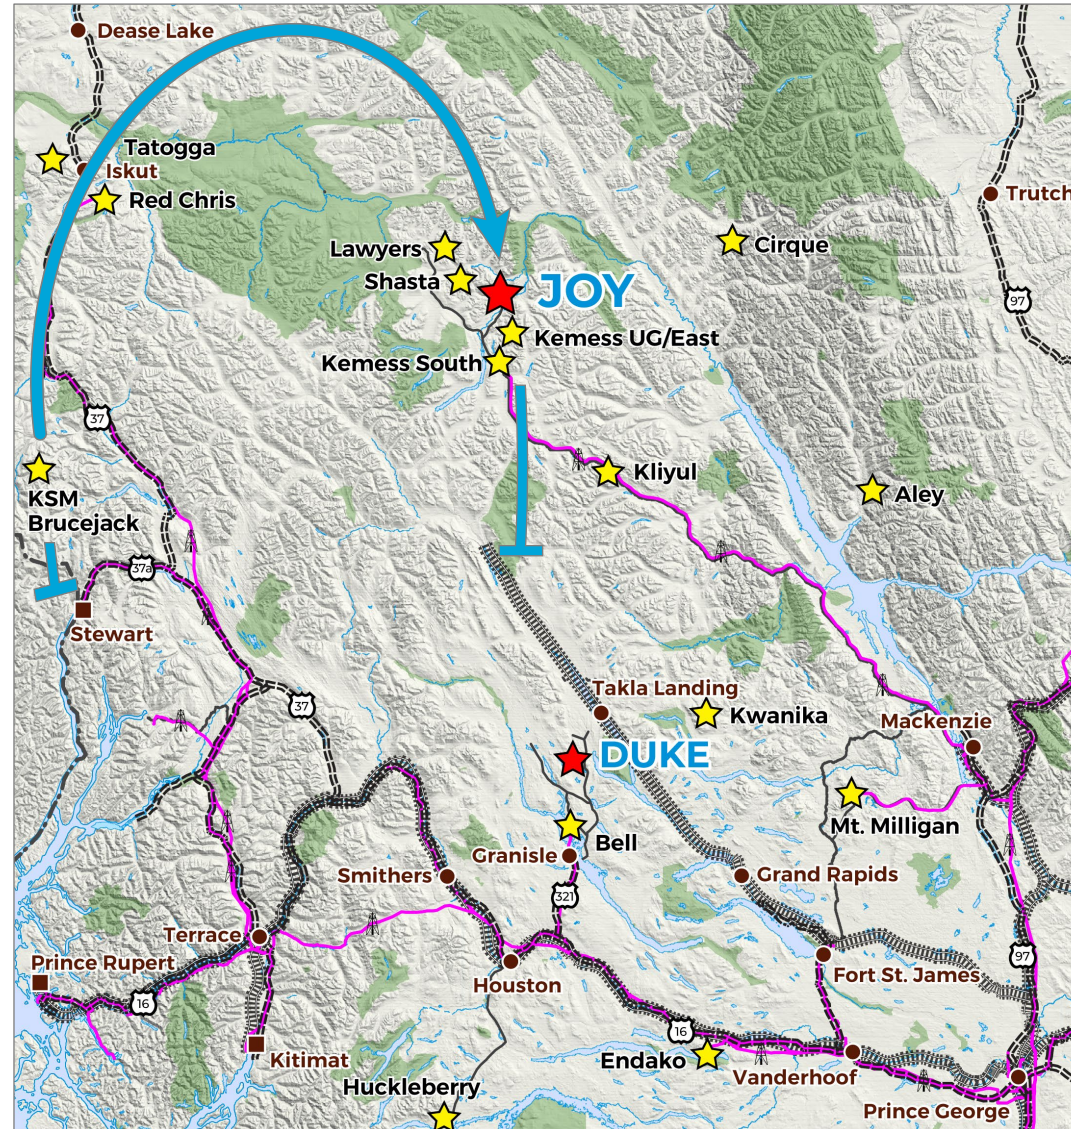 Dease Lake
Tatogga
Iskut
Red Chris
Trutch
Lawyers
Cirque
Shasta
JOY
97
Kemess UG/East
Kemess South
37
KSM
Brucejack
Kliyul
Aley
37a
Stewart
Takla Landing
37
Kwanika
Mackenzie
DUKE
Mt. Milligan
Bell
Granisle
Smithers
Grand Rapids
321
Terrace
Prince Rupert
97
Fort St. James
Houston
16
16
Kitimat
Endako
Vanderhoof
Huckleberry
Prince George